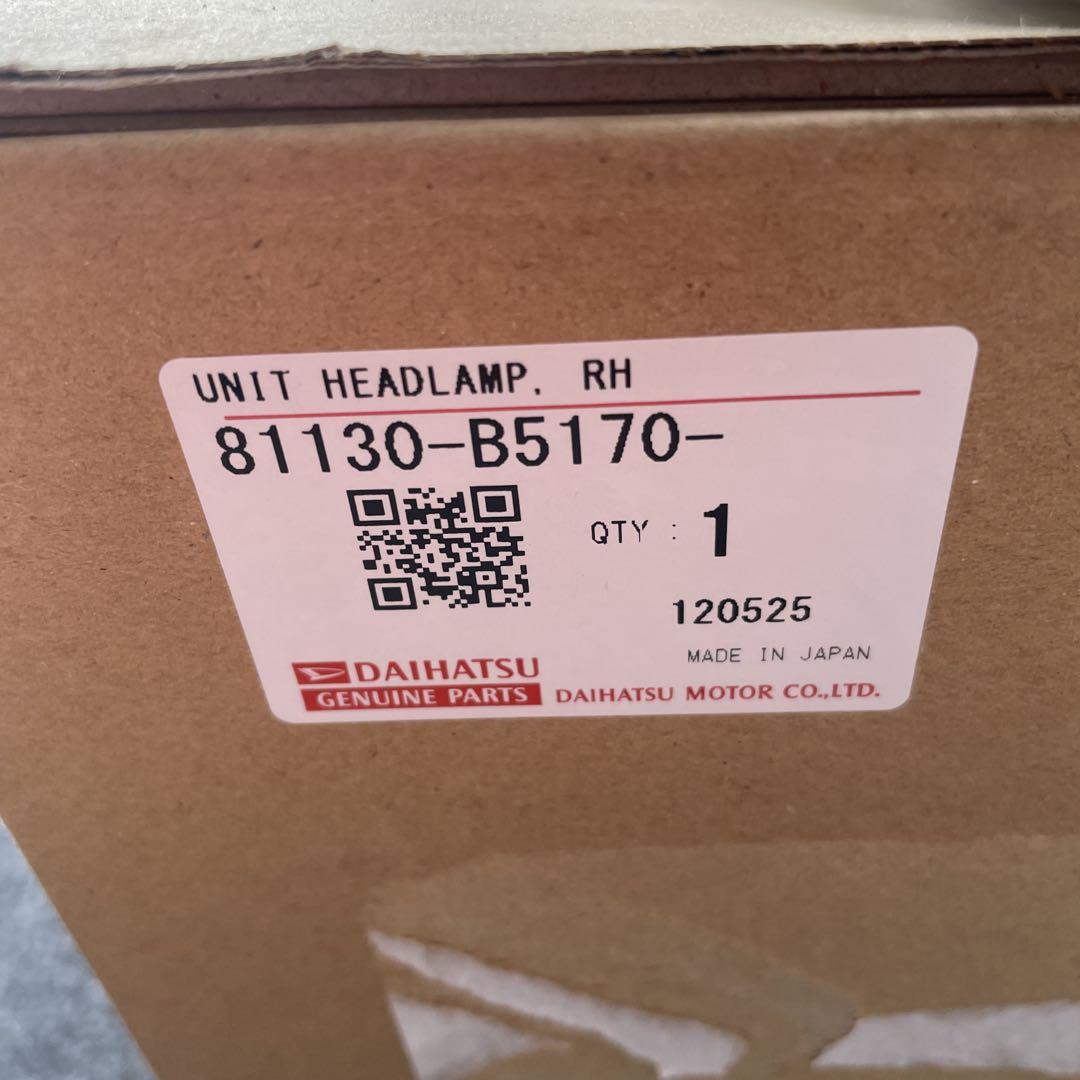 UNIT HEADLAMP, RH
81130-B5170-
QTY : 1
120525
MADE IN JAPAN
DAIHATSU
GENUINE PARTS
DAIHATSU MOTOR CO.,LTD.